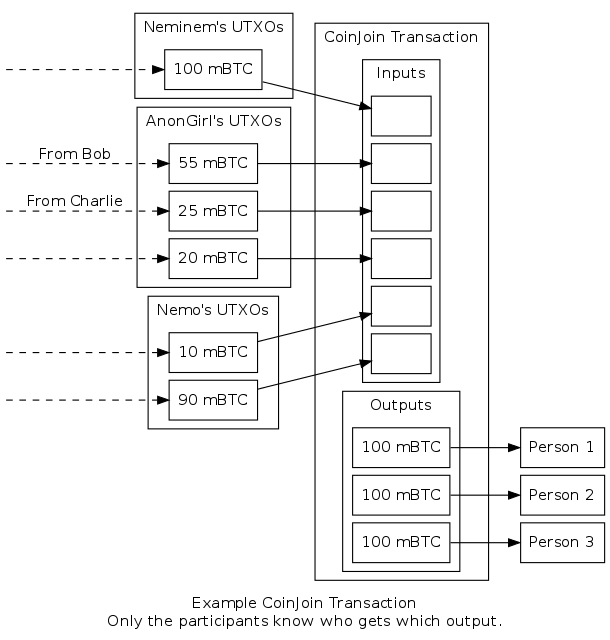 Neminem's UTXOs
100 mBTC
AnonGirl's UTXOs
From Bob
55 mBTC
From Charlie
25 mBTC
20 mBTC
Nemo's UTXOs
10 mBTC
90 mBTC
CoinJoin Transaction
Inputs
Outputs
100 mBTC
Person 1
100 mBTC
Person 2
100 mBTC
Person 3
Example CoinJoin Transaction
Only the participants know who gets which output.